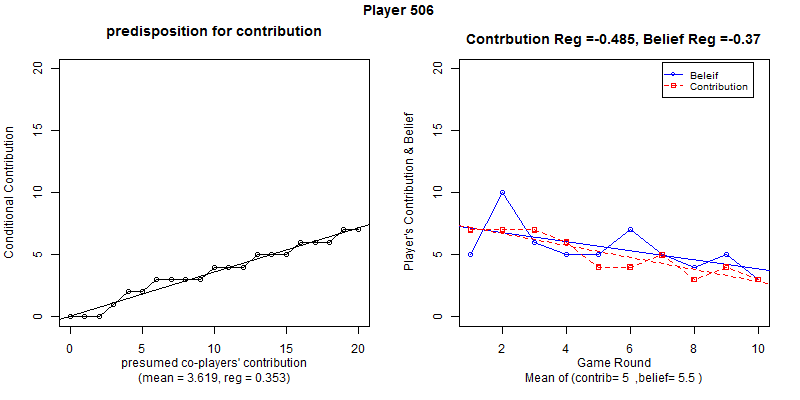 Player 506
predisposition for contribution
Conditional Contribution
20
15
10
5
0
0 5 10 15 20
presumed co-players' contribution
(mean = 3.619, reg = 0.353)
Contrbution Reg =-0.485, Belief Reg =-0.37
Player's Contribution & Belief
20
15
10
5
0
Beleif
Contribution
2 4 6 8 10
Game Round
Mean of (contrib= 5 ,belief= 5.5 )